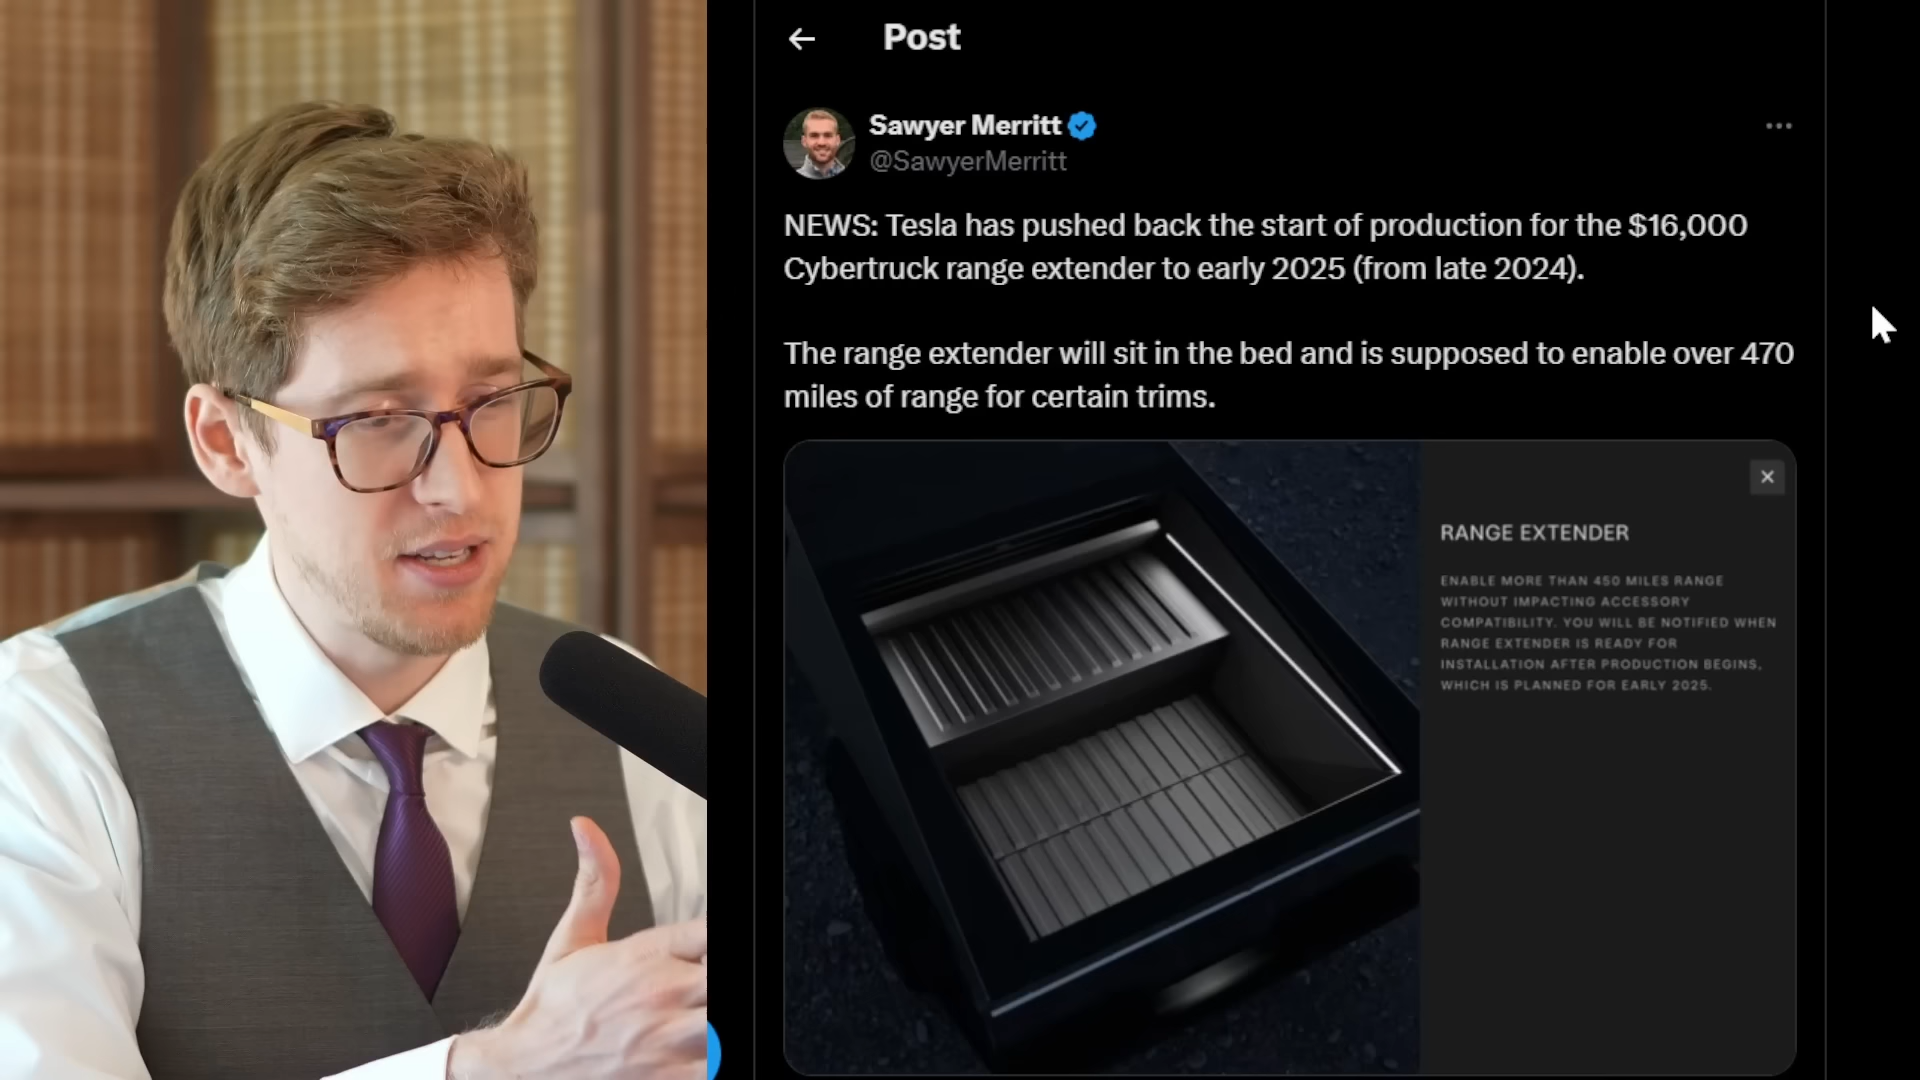 Post
Sawyer Merritt
@SawyerMerritt
NEWS: Tesla has pushed back the start of production for the $16,000
Cybertruck range extender to early 2025 (from late 2024).
The range extender will sit in the bed and is supposed to enable over 470
miles of range for certain trims.
RANGE EXTENDER
ENABLE MORE THAN 450 MILES RANGE
WITHOUT IMPACTING ACCESSORY
COMPATIBILITY. YOU WILL BE NOTIFIED WHEN
RANGE EXTENDER IS READY FOR
INSTALLATION AFTER PRODUCTION BEGINS,
WHICH IS PLANNED FOR EARLY 2025.